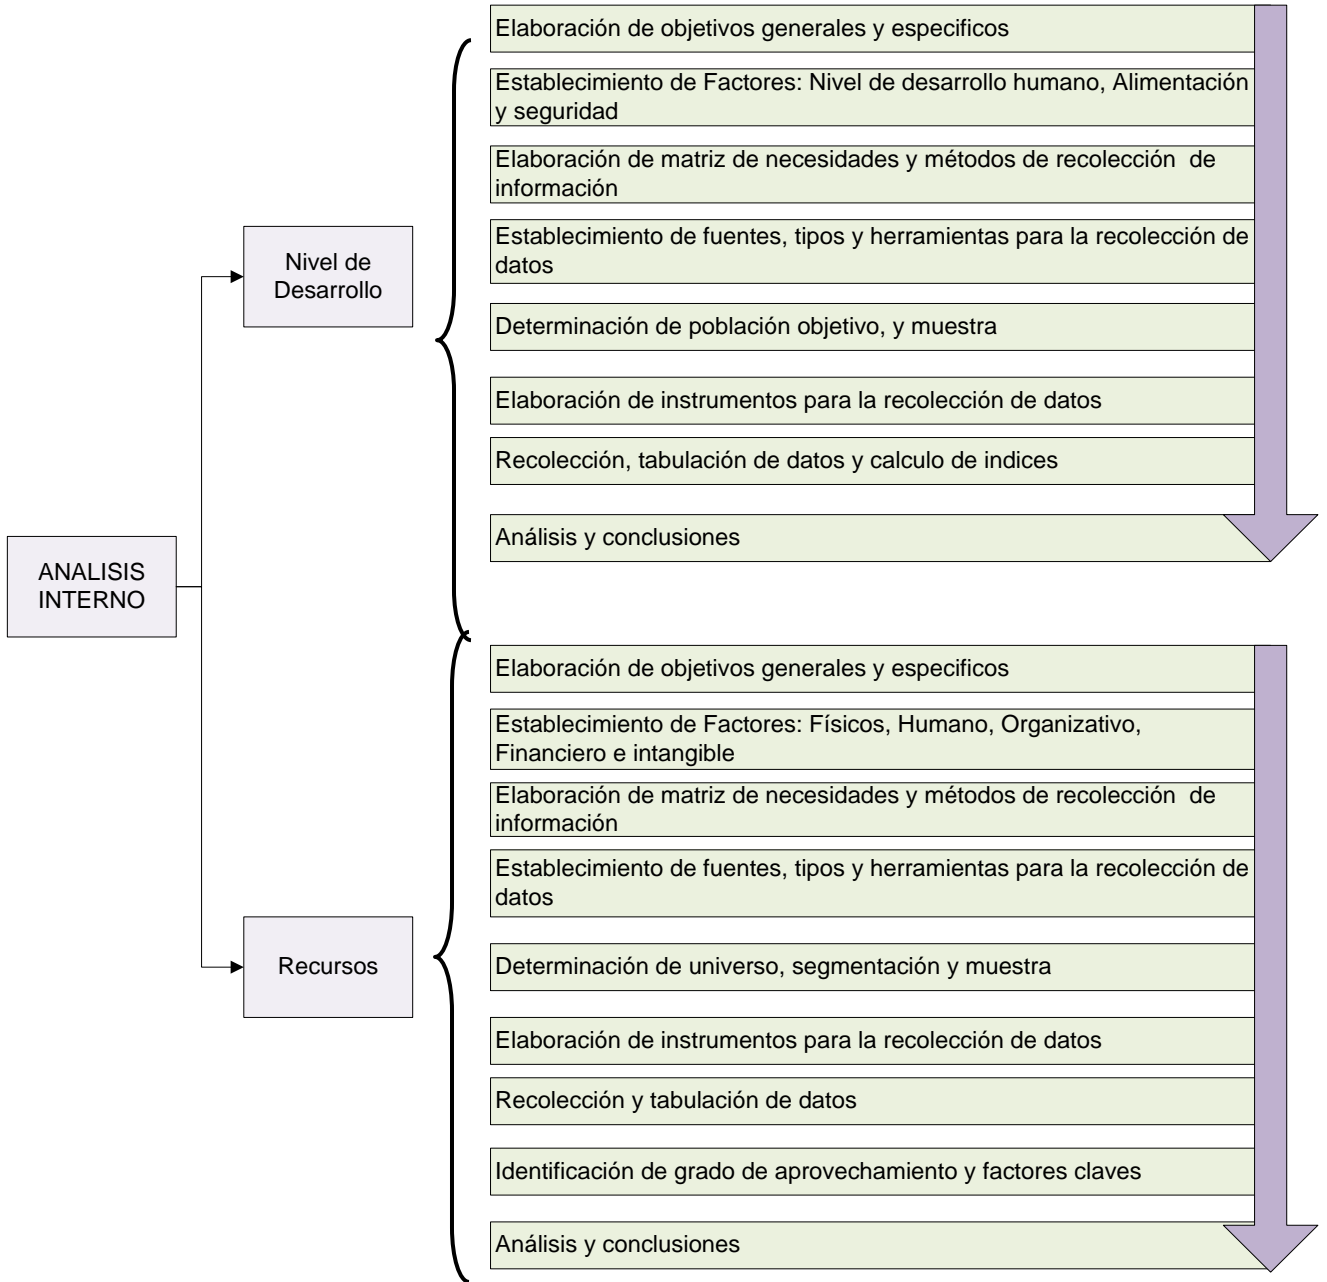 Elaboración de objetivos generales y especificos
Establecimiento de Factores: Nivel de desarrollo humano, Alimentación
y seguridad
Elaboración de matriz de necesidades y métodos de recolección  de
información
Establecimiento de fuentes, tipos y herramientas para la recolección de
datos
Nivel de
Desarrollo
Determinación de población objetivo, y muestra
Elaboración de instrumentos para la recolección de datos
Recolección, tabulación de datos y calculo de indices
Análisis y conclusiones
ANALISIS
INTERNO
Elaboración de objetivos generales y especificos
Establecimiento de Factores: Físicos, Humano, Organizativo,
Financiero e intangible
Elaboración de matriz de necesidades y métodos de recolección  de
información
Establecimiento de fuentes, tipos y herramientas para la recolección de
datos
Recursos
Determinación de universo, segmentación y muestra
Elaboración de instrumentos para la recolección de datos
Recolección y tabulación de datos
Identificación de grado de aprovechamiento y factores claves
Análisis y conclusiones